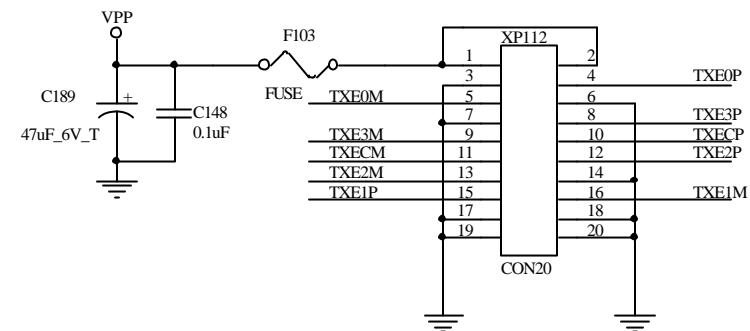 VPP
F103
XP112
1 2
3 4 TXE0P
C189 + FUSE TXE0M 5 6
C148 7 8 TXE3P
47uF_6V_T 0.1uF TXE3M 9 10 TXECP
TXECM 11 12 TXE2P
TXE2M 13 14
TXE1P 15 16 TXE1M
17 18
19 20
CON20